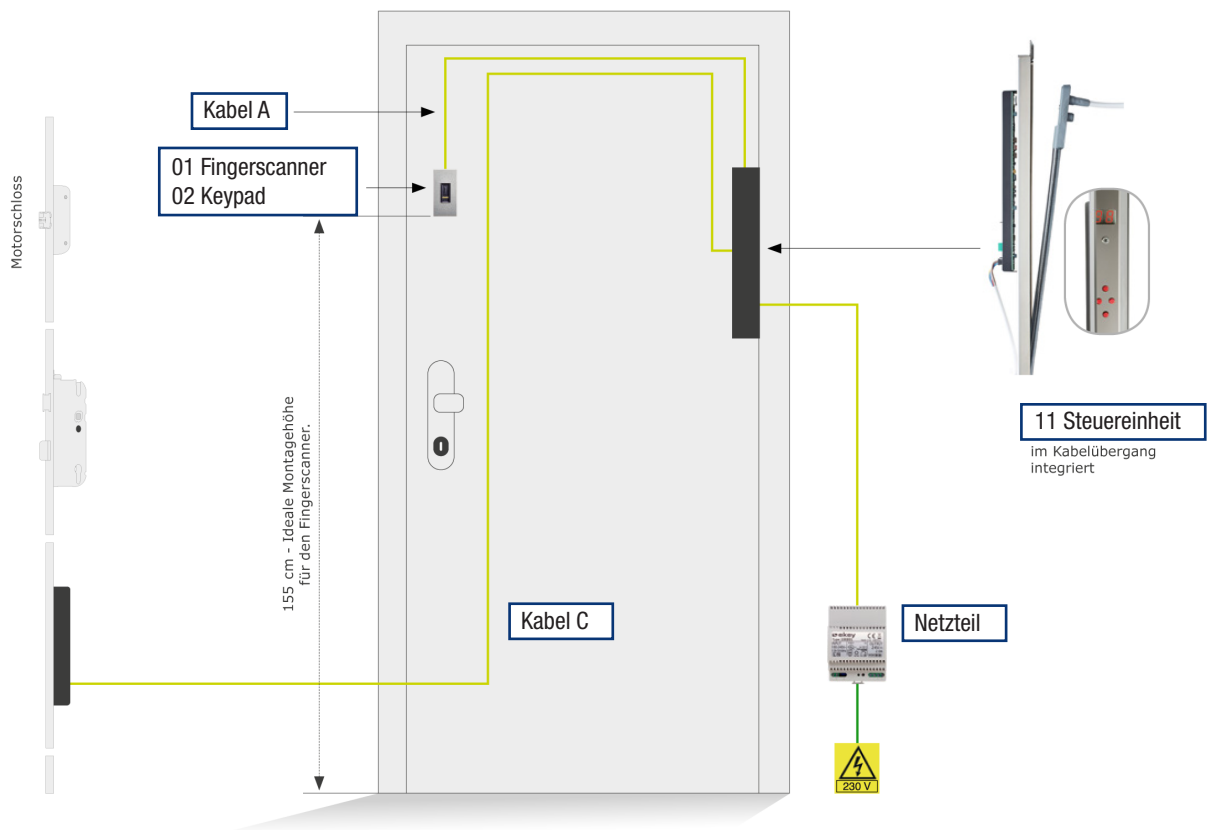 Kabel A
01 Fingerscanner
02 Keypad
Motorschloss
155 cm - Ideale Montagehöhe
für den Fingerscanner.
11 Steuereinheit
im Kabelübergang
integriert
Kabel C
Netzteil
ekey
230 V